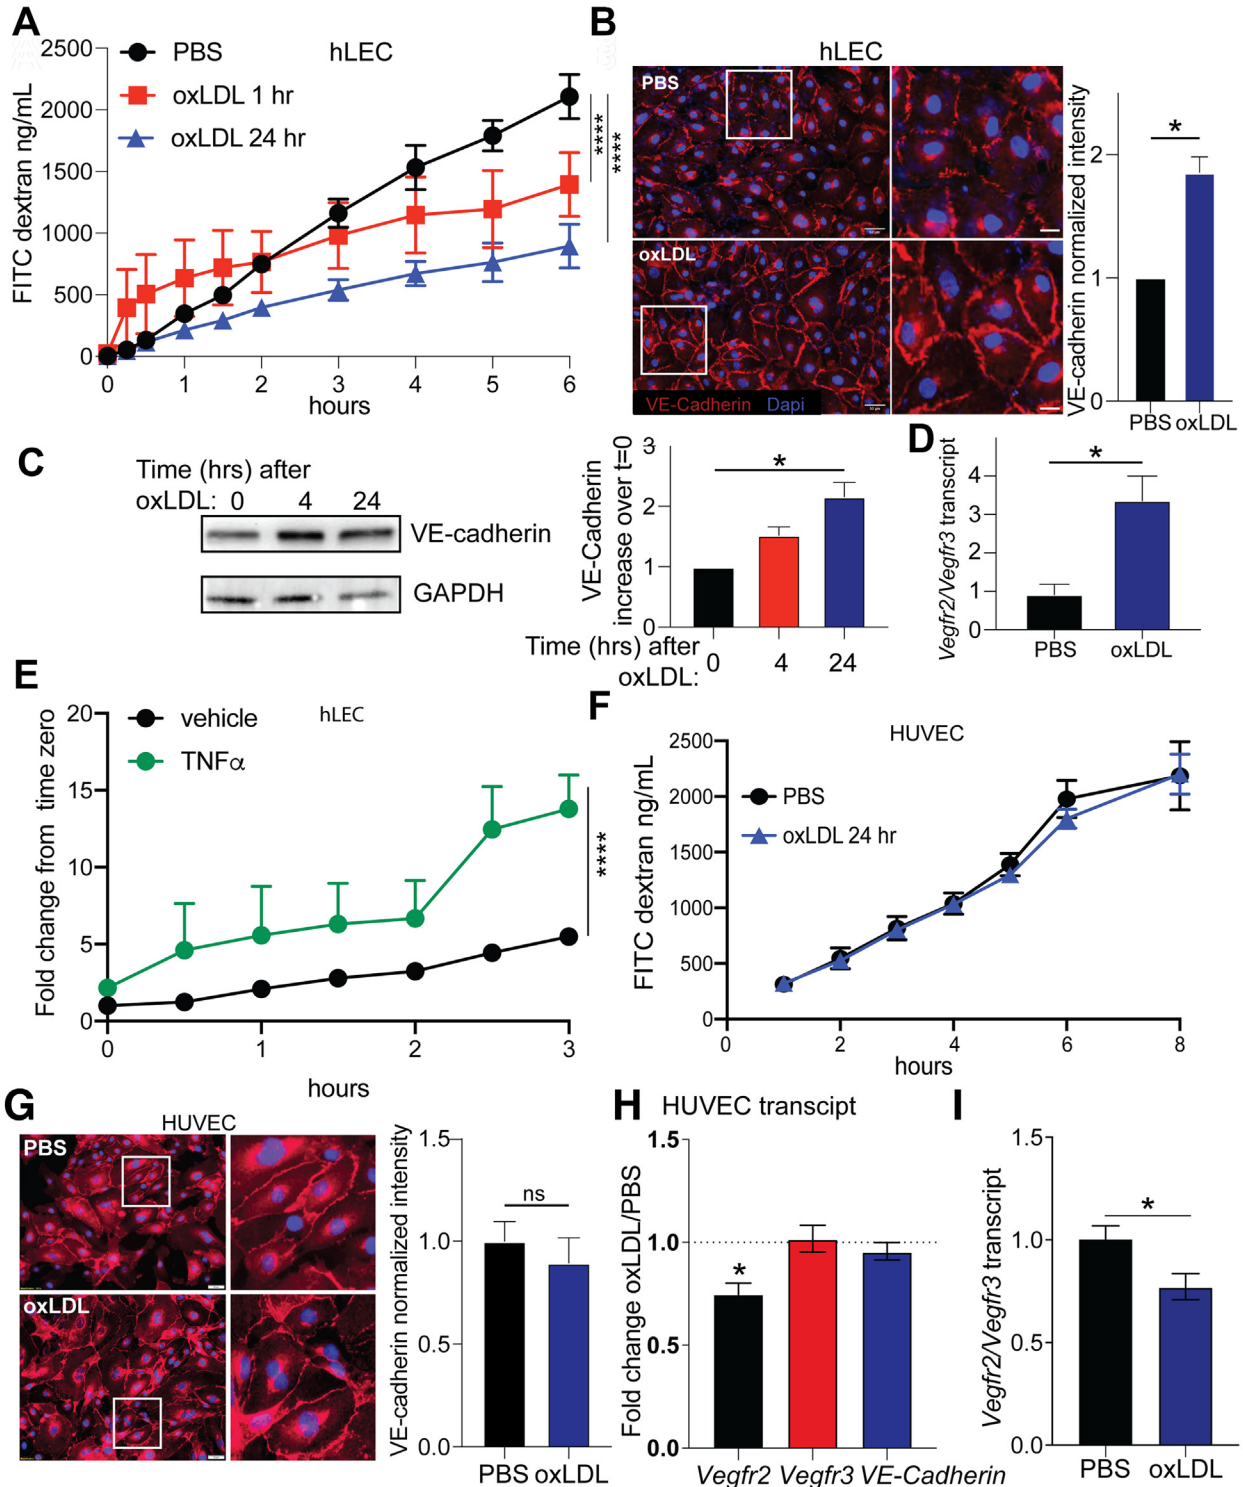 A
hLEC
PBS
oxLDL 1 hr
oxLDL 24 hr
FITC dextran ng/mL
2500
2000
1500
1000
500
0
0 1 2 3 4 5 6
hours
****
****
B
hLEC
PBS
oxLDL
VE-Cadherin Dapi
VE-cadherin normalized intensity
2
1
0
*
PBS oxLDL
C
Time (hrs) after
oxLDL: 0 4 24
VE-cadherin
GAPDH
VE-Cadherin
increase over t=0
3
2
1
0
*
Time (hrs) after
oxLDL: 0 4 24
D
Vegfr2/Vegfr3 transcript
4
3
2
1
0
*
PBS oxLDL
E
hLEC
vehicle
TNFα
Fold change from time zero
20
15
10
5
0
0 1 2 3
hours
****
F
HUVEC
PBS
oxLDL 24 hr
FITC dextran ng/mL
2500
2000
1500
1000
500
0
0 2 4 6 8
hours
G
HUVEC
PBS
oxLDL
VE-cadherin normalized intensity
1.5
1.0
0.5
0.0
ns
PBS oxLDL
H HUVEC transcipt
Fold change oxLDL/PBS
1.5
1.0
0.5
0.0
*
Vegfr2 Vegfr3 VE-Cadherin
I
Vegfr2/Vegfr3 transcript
1.5
1.0
0.5
0.0
*
PBS oxLDL